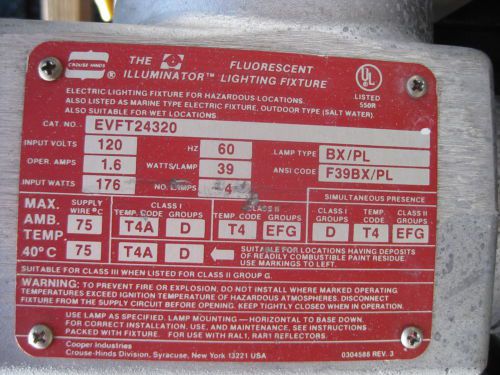 CROUSE-HINDS ®
THE ILLUMINATOR™ FLUORESCENT LIGHTING FIXTURE
UL
LISTED
550R
ELECTRIC LIGHTING FIXTURE FOR HAZARDOUS LOCATIONS.
ALSO LISTED AS MARINE TYPE ELECTRIC FIXTURE, OUTDOOR TYPE (SALT WATER).
ALSO SUITABLE FOR WET LOCATIONS.
CAT. NO. EVFT24320
INPUT VOLTS 120 HZ 60 LAMP TYPE BX/PL
OPER. AMPS 1.6 WATTS/LAMP 39 ANSI CODE F39BX/PL
INPUT WATTS 176 NO. LAMPS 4
SIMULTANEOUS PRESENCE
MAX. AMB. TEMP. 40°C
SUPPLY WIRE °C
CLASS I TEMP. CODE GROUPS
CLASS II TEMP. CODE GROUPS
CLASS I GROUPS
TEMP. CODE
CLASS II GROUPS
75 T4A D T4 EFG D T4 EFG
75 T4A D
SUITABLE FOR LOCATIONS HAVING DEPOSITS
OF READILY COMBUSTIBLE PAINT RESIDUE.
USE MARKINGS TO LEFT.
SUITABLE FOR CLASS III WHEN LISTED FOR CLASS II GROUP G.
WARNING: TO PREVENT FIRE OR EXPLOSION, DO NOT INSTALL WHERE MARKED OPERATING
TEMPERATURES EXCEED IGNITION TEMPERATURE OF HAZARDOUS ATMOSPHERES. DISCONNECT
FIXTURE FROM THE SUPPLY CIRCUIT BEFORE OPENING. KEEP TIGHTLY CLOSED WHEN IN OPERATION.
USE LAMP AS SPECIFIED. LAMP MOUNTING — HORIZONTAL TO BASE DOWN.
FOR CORRECT INSTALLATION, USE, AND MAINTENANCE, SEE INSTRUCTIONS
PACKED WITH FIXTURE. FOR USE WITH RAL1, RAR1 REFLECTORS.
Cooper Industries
Crouse-Hinds Division, Syracuse, New York 13221 USA
0304588 REV. 3